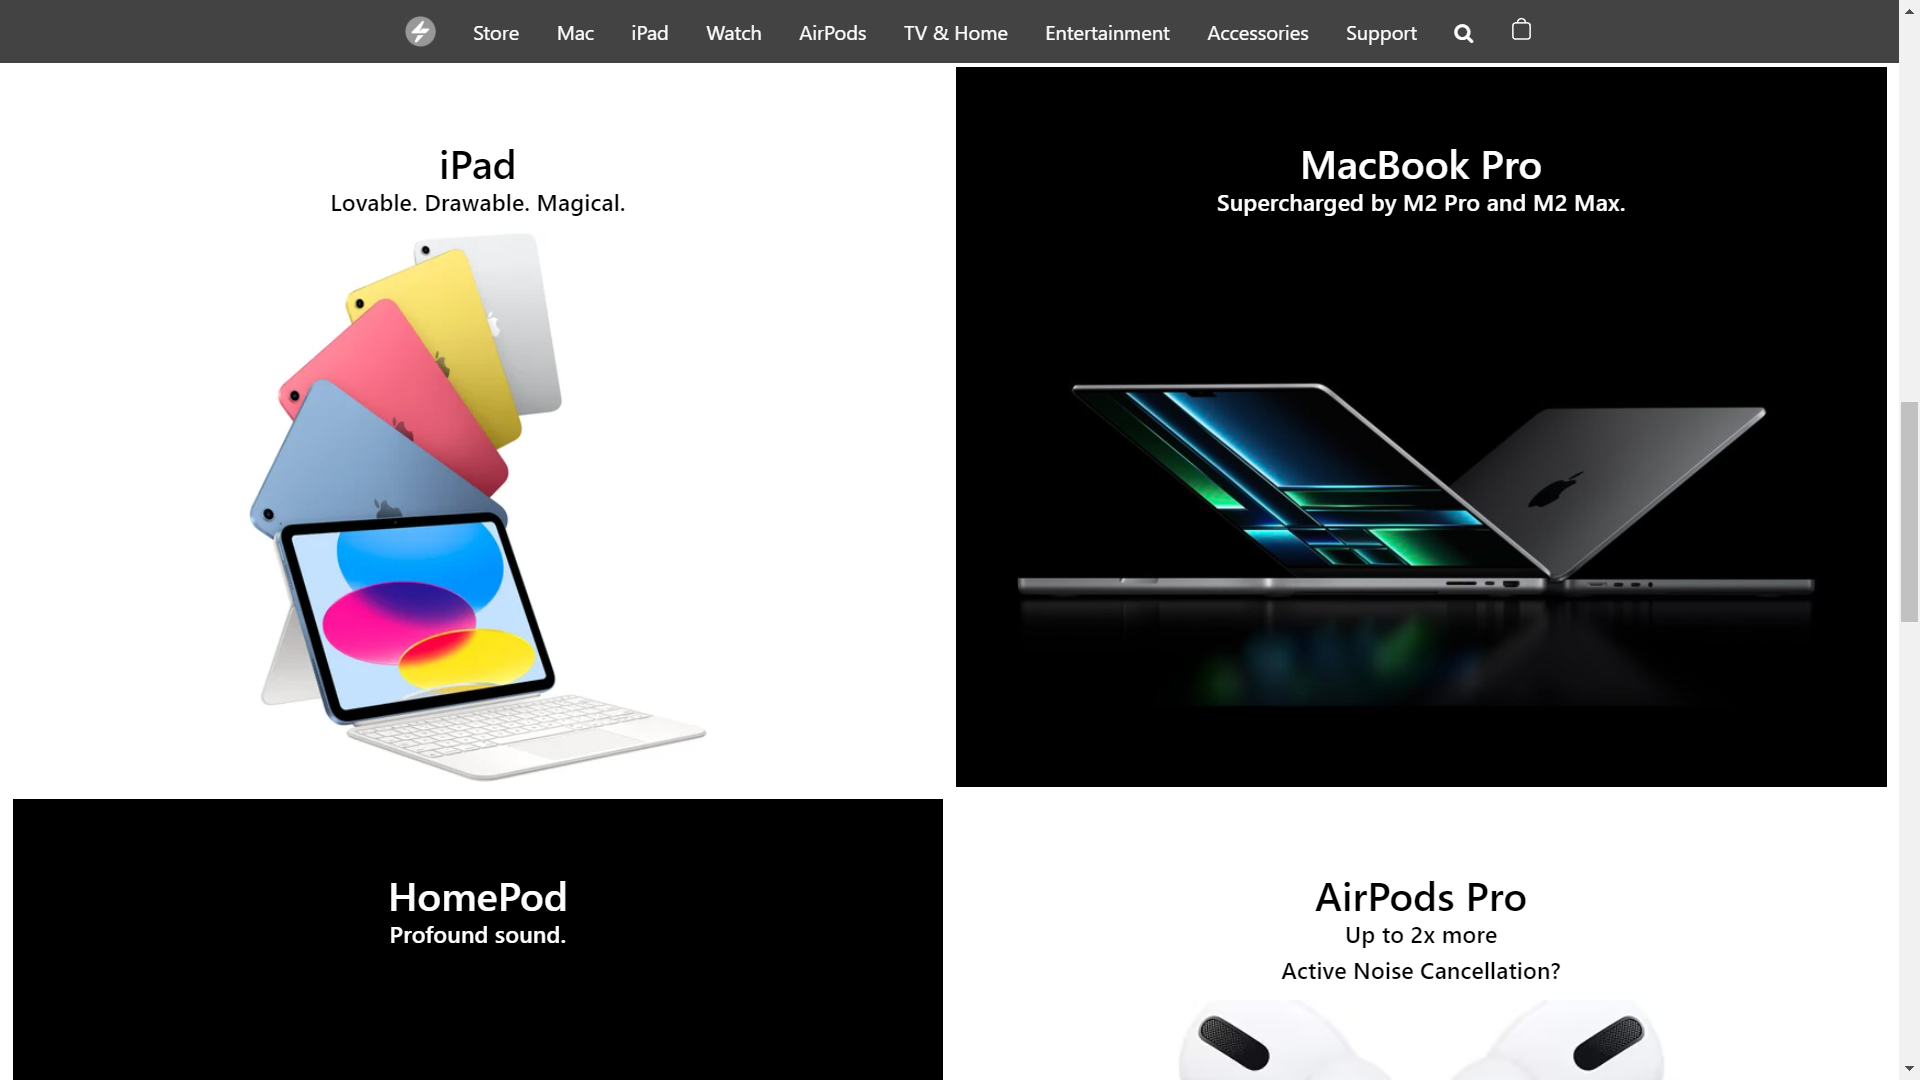 Store Mac iPad Watch AirPods TV & Home Entertainment Accessories Support
iPad
Lovable. Drawable. Magical.
MacBook Pro
Supercharged by M2 Pro and M2 Max.
HomePod
Profound sound.
AirPods Pro
Up to 2x more
Active Noise Cancellation?